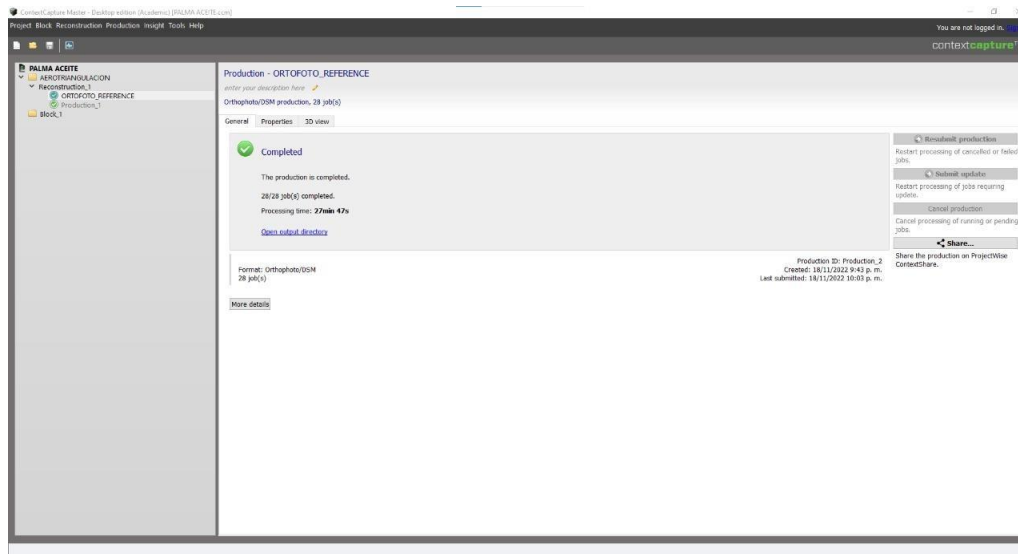 ContextCapture Master - Desktop edition (Academic) [PALMA ACEITE.ccm]
Project Block Reconstruction Production Insight Tools Help
You are not logged in.
contextcapture
PALMA ACEITE
AEROTRIANGULACION
Reconstruction_1
ORTOFOTO_REFERENCE
Production_1
Block_1
Production - ORTOFOTO_REFERENCE
enter your description here
Orthophoto/DSM production, 28 job(s)
General Properties 3D view
Completed
The production is completed.
28/28 job(s) completed.
Processing time: 27min 47s
Open output directory
Format: Orthophoto/DSM
28 job(s)
Production ID: Production_2
Created: 18/11/2022 9:43 p. m.
Last submitted: 18/11/2022 10:03 p. m.
More details
Resubmit production
Restart processing of cancelled or failed
jobs.
Submit update
Restart processing of jobs requiring
update.
Cancel production
Cancel processing of running or pending
jobs.
Share...
Share the production on ProjectWise
ContextShare.